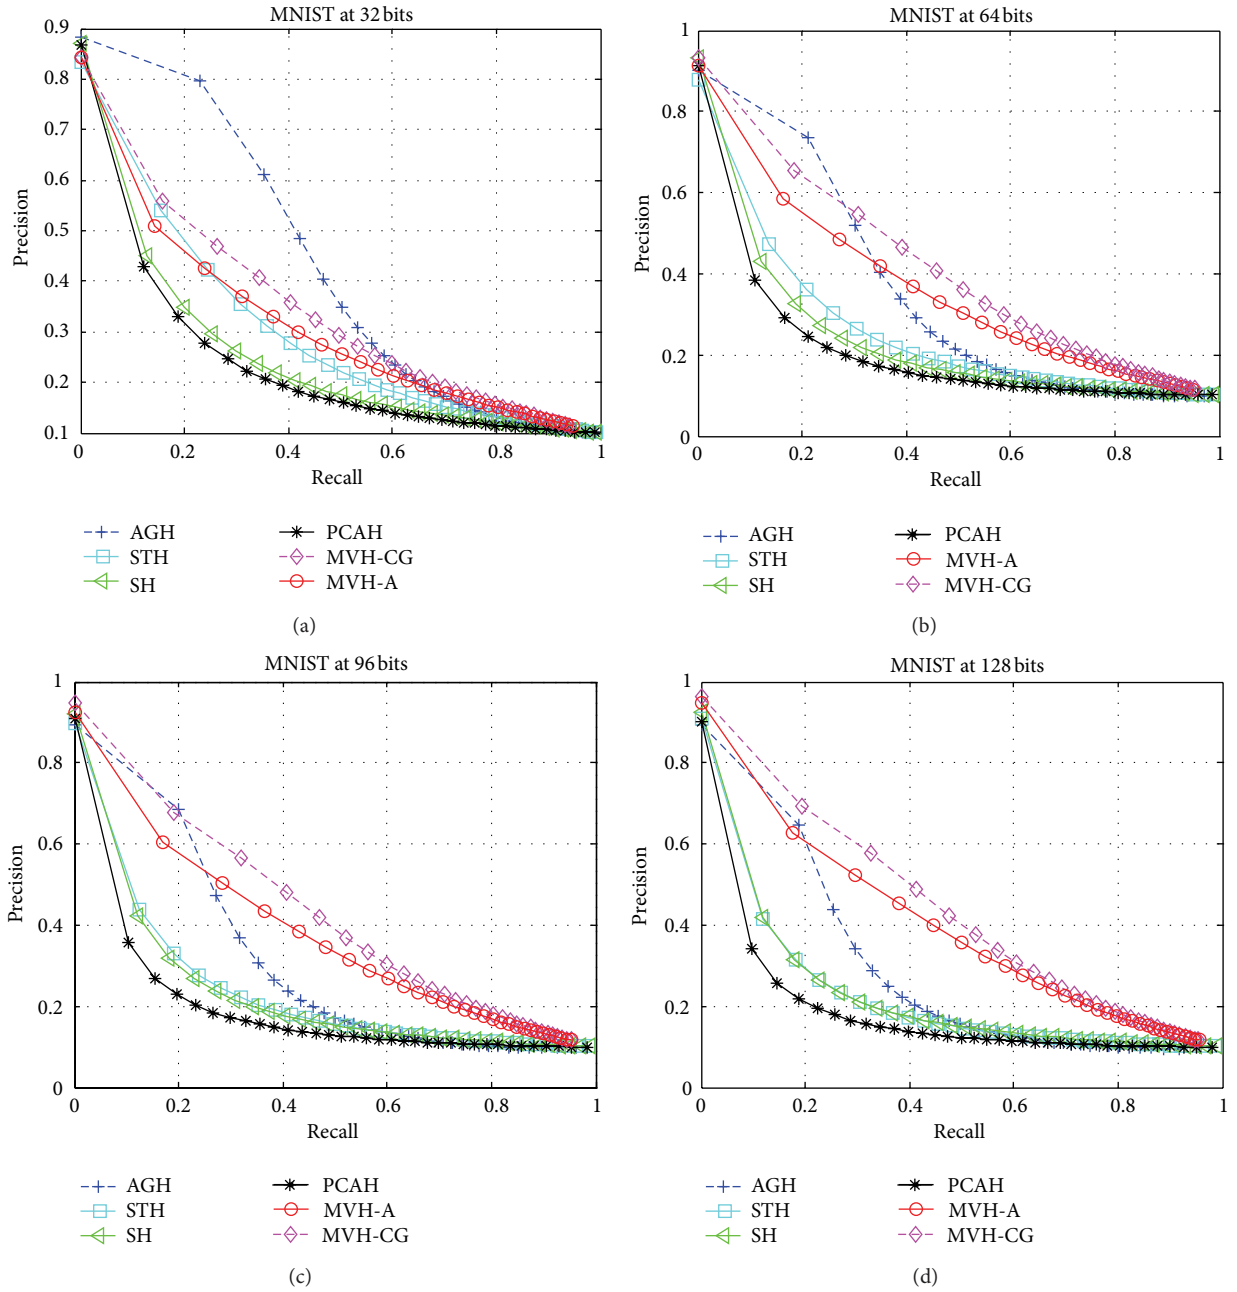 MNIST at 32 bits
0.9
0.8
0.7
0.6
0.5
0.4
0.3
0.2
0.1
Precision
0 0.2 0.4 0.6 0.8 1
Recall
AGH
STH
SH
PCAH
MVH-CG
MVH-A
(a)
MNIST at 64 bits
1
0.8
0.6
0.4
0.2
0
Precision
0 0.2 0.4 0.6 0.8 1
Recall
AGH
STH
SH
PCAH
MVH-A
MVH-CG
(b)
MNIST at 96 bits
1
0.8
0.6
0.4
0.2
0
Precision
0 0.2 0.4 0.6 0.8 1
Recall
AGH
STH
SH
PCAH
MVH-A
MVH-CG
(c)
MNIST at 128 bits
1
0.8
0.6
0.4
0.2
0
Precision
0 0.2 0.4 0.6 0.8 1
Recall
AGH
STH
SH
PCAH
MVH-A
MVH-CG
(d)